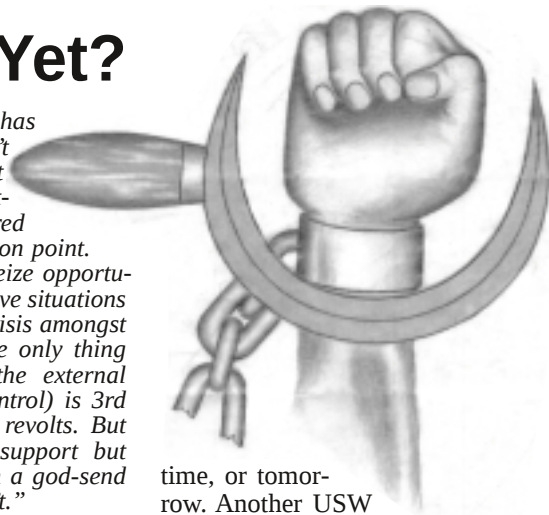 Yet?
has
't
t
t-
red
on point.
eize opportu-
ve situations
isis amongst
e only thing
the external
ntrol) is 3rd
revolts. But
support but
a god-send
t."
time, or tomor-
row. Another USW